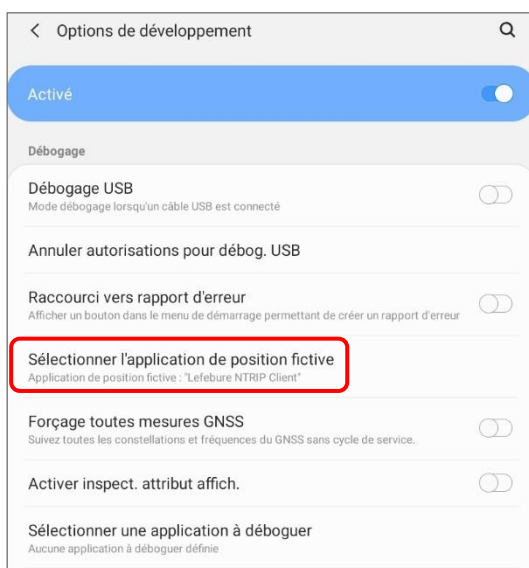 Options de développement
Activé
Débogage
Débogage USB
Mode débogage lorsqu'un câble USB est connecté
Annuler autorisations pour débog. USB
Raccourci vers rapport d'erreur
Afficher un bouton dans le menu de démarrage permettant de créer un rapport d'erreur
Sélectionner l'application de position fictive
Application de position fictive : "Lefebure NTRIP Client"
Forçage toutes mesures GNSS
Suivez toutes les constellations et fréquences du GNSS sans cycle de service.
Activer inspect. attribut affich.
Sélectionner une application à déboguer
Aucune application à déboguer définie